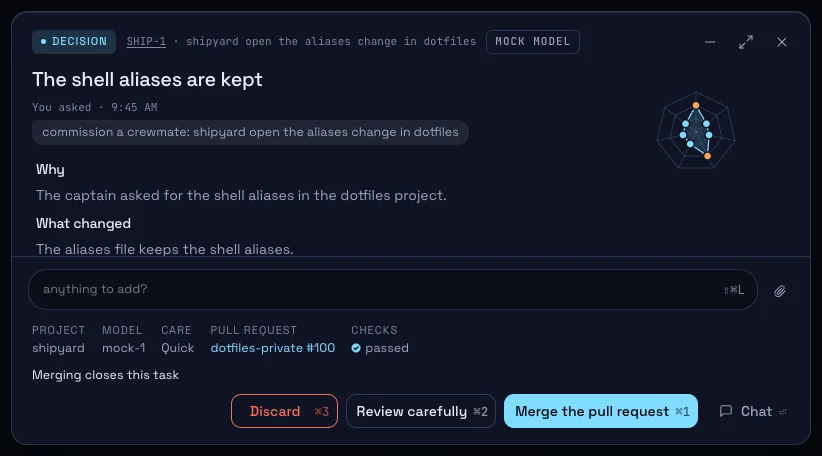 DECISION SHIP-1 · shipyard open the aliases change in dotfiles MOCK MODEL
The shell aliases are kept
You asked · 9:45 AM
commission a crewmate: shipyard open the aliases change in dotfiles
Why
The captain asked for the shell aliases in the dotfiles project.
What changed
The aliases file keeps the shell aliases.
anything to add? ⇧⌘L
PROJECT MODEL CARE PULL REQUEST CHECKS
shipyard mock-1 Quick dotfiles-private #100 passed
Merging closes this task
Discard ⌘3 Review carefully ⌘2 Merge the pull request ⌘1 Chat ⏎